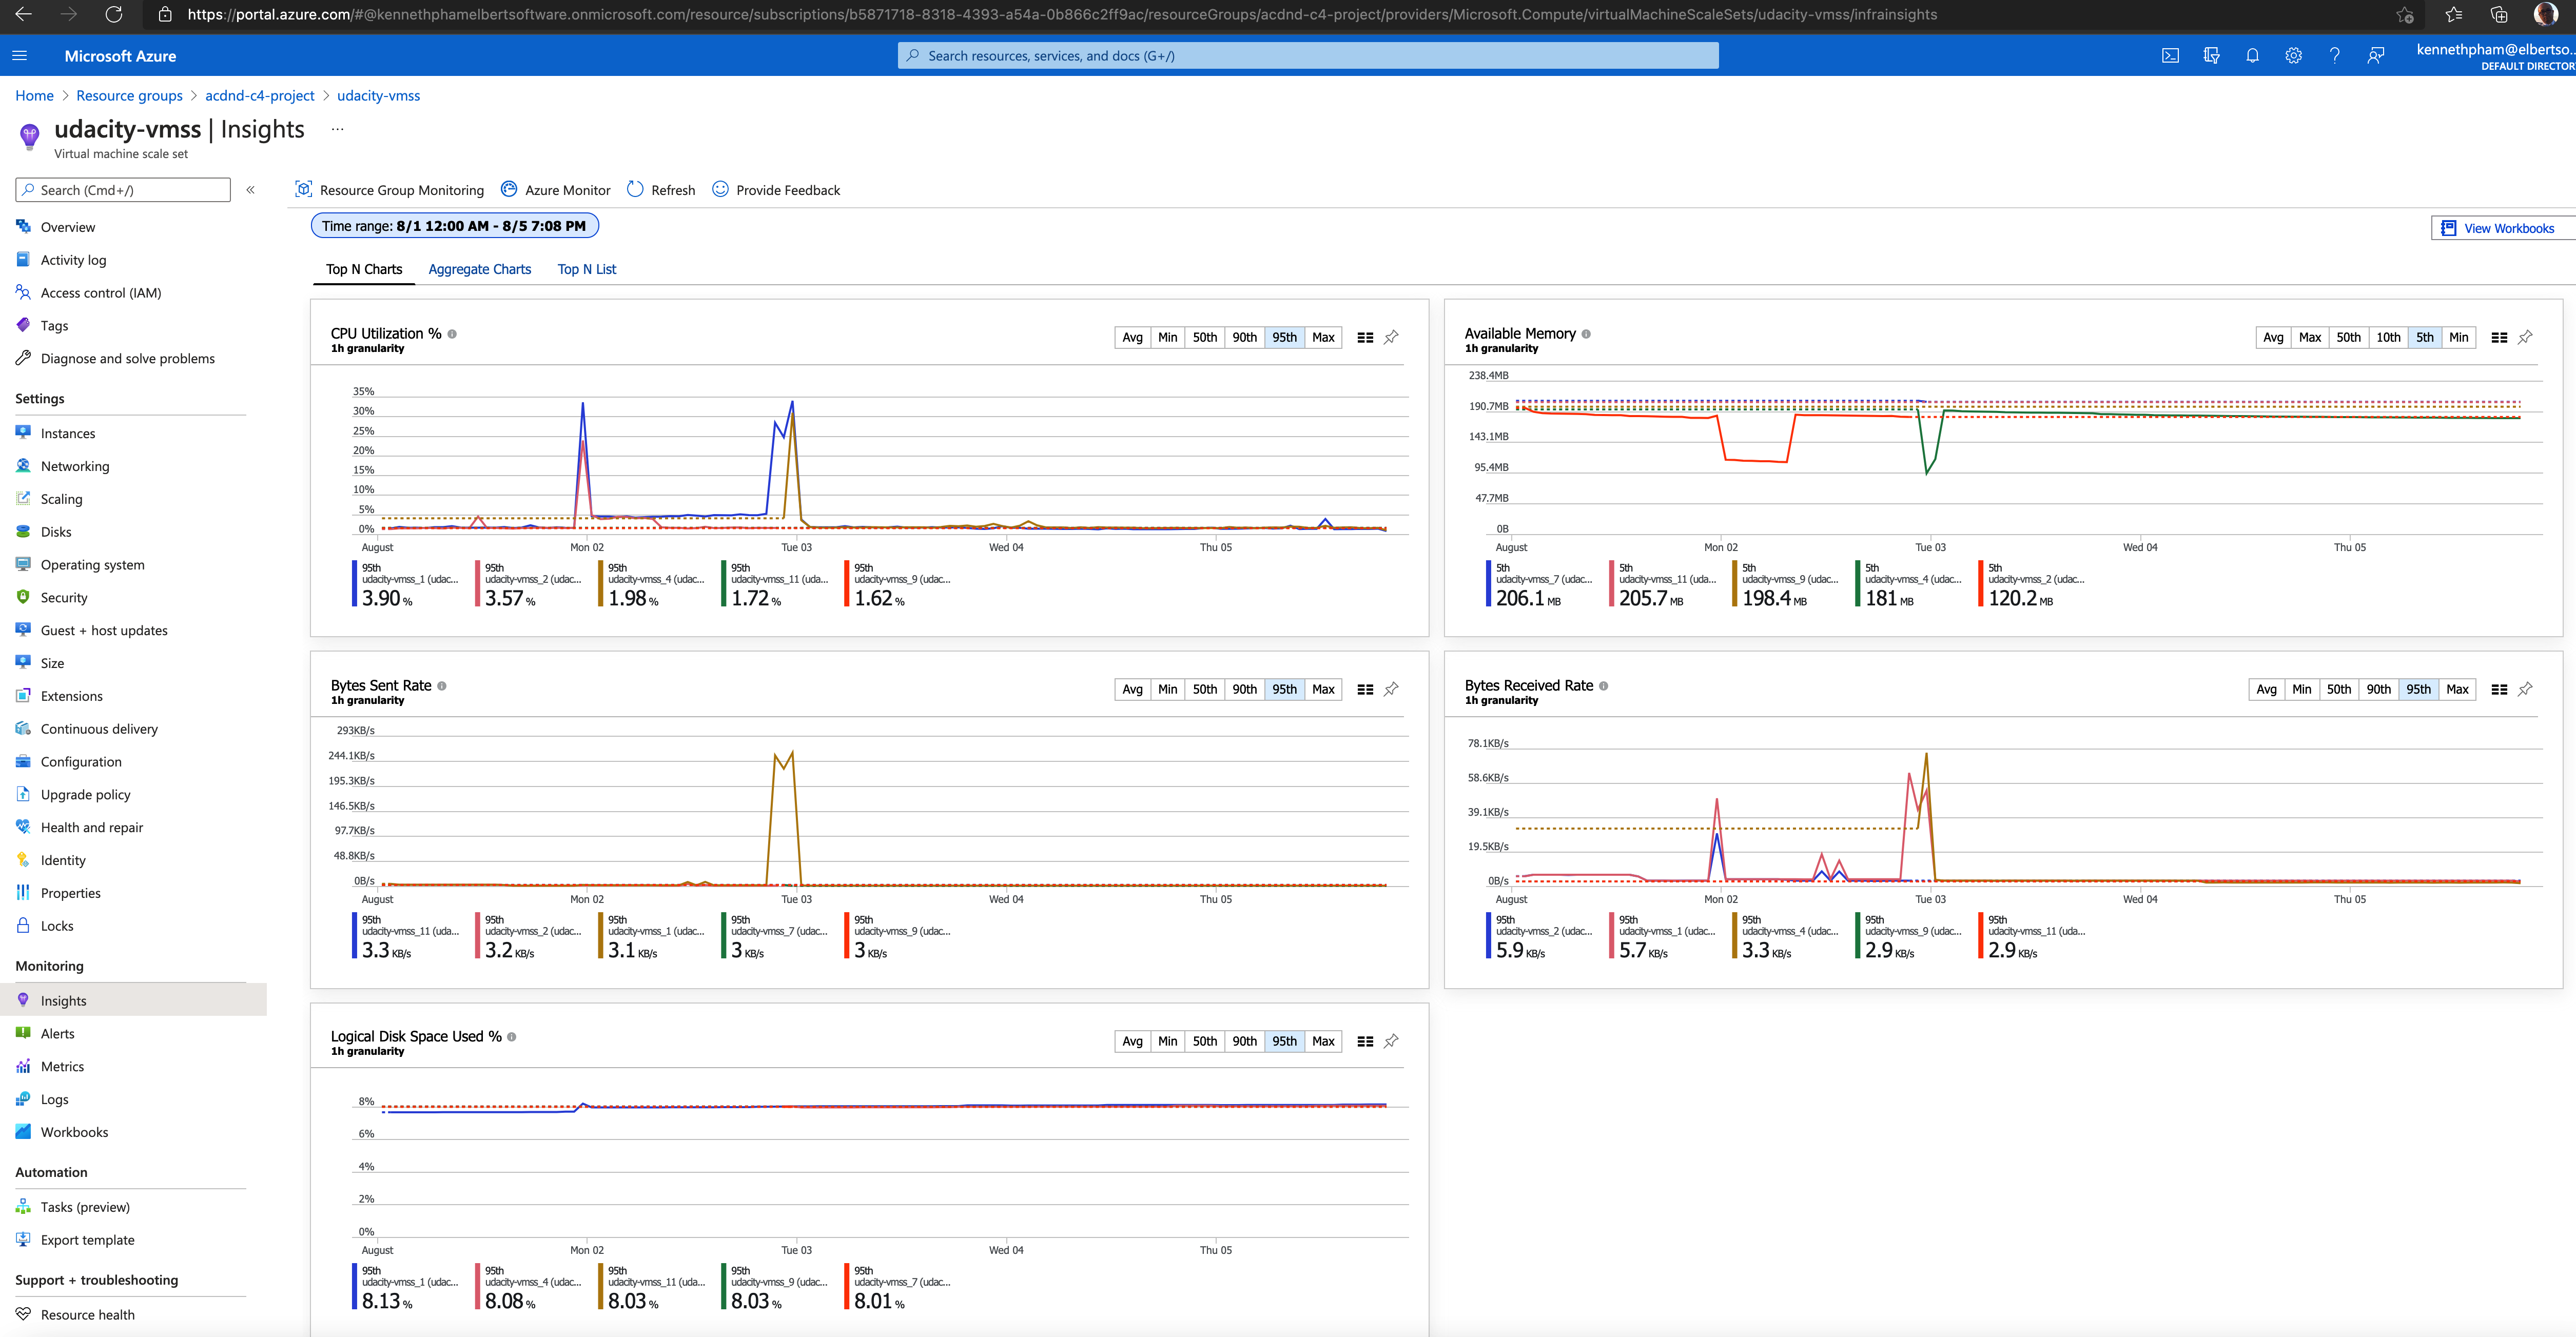 https://portal.azure.com/#@kennethphamelbertsoftware.onmicrosoft.com/resource/subscriptions/b5871718-8318-4393-a54a-0b866c2ff9ac/resourceGroups/acdnd-c4-project/providers/Microsoft.Compute/virtualMachineScaleSets/udacity-vmss/infrainsights
Microsoft Azure
Search resources, services, and docs (G+/)
kennethpham@elbertso...
DEFAULT DIRECTOR
Home > Resource groups > acdnd-c4-project > udacity-vmss
udacity-vmss | Insights ...
Virtual machine scale set
Search (Cmd+/)
«
Overview
Activity log
Access control (IAM)
Tags
Diagnose and solve problems
Settings
Instances
Networking
Scaling
Disks
Operating system
Security
Guest + host updates
Size
Extensions
Continuous delivery
Configuration
Upgrade policy
Health and repair
Identity
Properties
Locks
Monitoring
Insights
Alerts
Metrics
Logs
Workbooks
Automation
Tasks (preview)
Export template
Support + troubleshooting
Resource health
Resource Group Monitoring
Azure Monitor
Refresh
Provide Feedback
Time range: 8/1 12:00 AM - 8/5 7:08 PM
View Workbooks
Top N Charts
Aggregate Charts
Top N List
CPU Utilization %
1h granularity
Avg Min 50th 90th 95th Max
35%
30%
25%
20%
15%
10%
5%
0%
August Mon 02 Tue 03 Wed 04 Thu 05
95th 95th 95th 95th 95th
udacity-vmss_1 (udac... udacity-vmss_2 (udac... udacity-vmss_4 (udac... udacity-vmss_11 (uda... udacity-vmss_9 (udac...
3.90 % 3.57 % 1.98 % 1.72 % 1.62 %
Available Memory
1h granularity
Avg Max 50th 10th 5th Min
238.4MB
190.7MB
143.1MB
95.4MB
47.7MB
0B
August Mon 02 Tue 03 Wed 04 Thu 05
5th 5th 5th 5th 5th
udacity-vmss_7 (udac... udacity-vmss_11 (uda... udacity-vmss_9 (udac... udacity-vmss_4 (udac... udacity-vmss_2 (udac...
206.1 MB 205.7 MB 198.4 MB 181 MB 120.2 MB
Bytes Sent Rate
1h granularity
Avg Min 50th 90th 95th Max
293KB/s
244.1KB/s
195.3KB/s
146.5KB/s
97.7KB/s
48.8KB/s
0B/s
August Mon 02 Tue 03 Wed 04 Thu 05
95th 95th 95th 95th 95th
udacity-vmss_11 (uda... udacity-vmss_2 (udac... udacity-vmss_1 (udac... udacity-vmss_7 (udac... udacity-vmss_9 (udac...
3.3 KB/s 3.2 KB/s 3.1 KB/s 3 KB/s 3 KB/s
Bytes Received Rate
1h granularity
Avg Min 50th 90th 95th Max
78.1KB/s
58.6KB/s
39.1KB/s
19.5KB/s
0B/s
August Mon 02 Tue 03 Wed 04 Thu 05
95th 95th 95th 95th 95th
udacity-vmss_2 (udac... udacity-vmss_1 (udac... udacity-vmss_4 (udac... udacity-vmss_9 (udac... udacity-vmss_11 (uda...
5.9 KB/s 5.7 KB/s 3.3 KB/s 2.9 KB/s 2.9 KB/s
Logical Disk Space Used %
1h granularity
Avg Min 50th 90th 95th Max
8%
6%
4%
2%
0%
August Mon 02 Tue 03 Wed 04 Thu 05
95th 95th 95th 95th 95th
udacity-vmss_1 (udac... udacity-vmss_4 (udac... udacity-vmss_11 (uda... udacity-vmss_9 (udac... udacity-vmss_7 (udac...
8.13 % 8.08 % 8.03 % 8.03 % 8.01 %